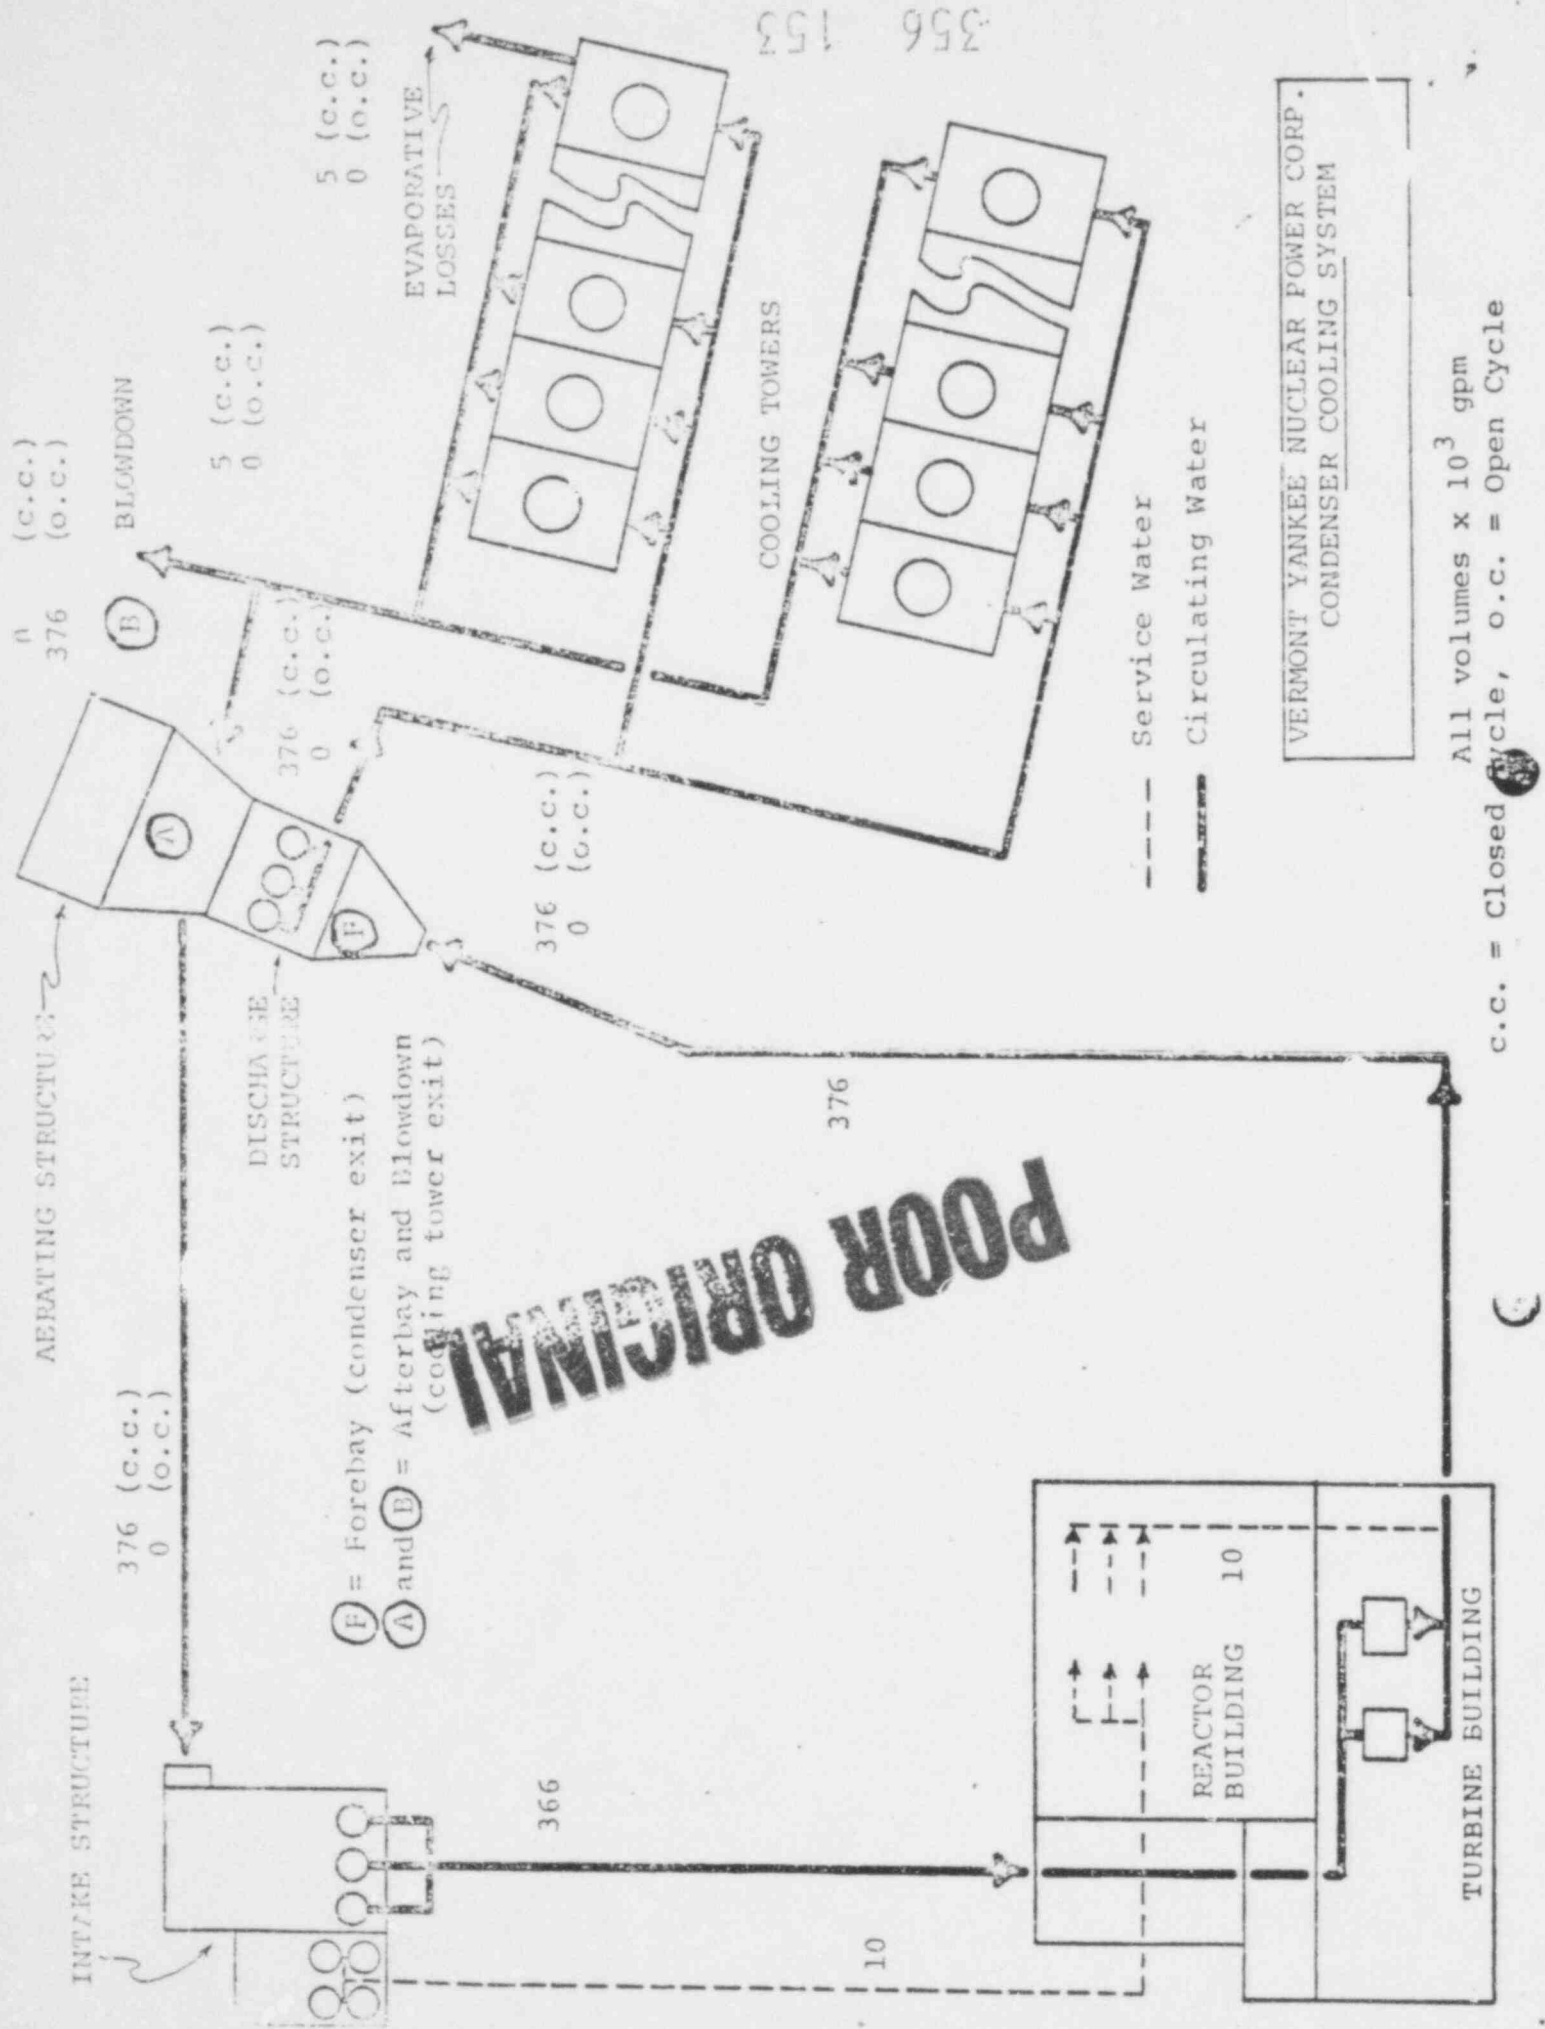 356 153
INTAKE STRUCTURE
AERATING STRUCTURE
376 (c.c.)
0 (o.c.)
376 (c.c.)
(o.c.)
B
BLOWDOWN
5 (c.c.)
0 (o.c.)
5 (c.c.)
0 (o.c.)
EVAPORATIVE
LOSSES
A
DISCHARGE
STRUCTURE
376 (c.c.)
0 (o.c.)
F
376 (c.c.)
0 (o.c.)
F = Forebay (condenser exit)
A and B = Afterbay and Blowdown
(cooling tower exit)
COOLING TOWERS
POOR ORIGINAL
366
376
10
REACTOR
BUILDING 10
TURBINE BUILDING
---- Service Water
Circulating Water
VERMONT YANKEE NUCLEAR POWER CORP.
CONDENSER COOLING SYSTEM
All volumes x 10³ gpm
c.c. = Closed Cycle, o.c. = Open Cycle